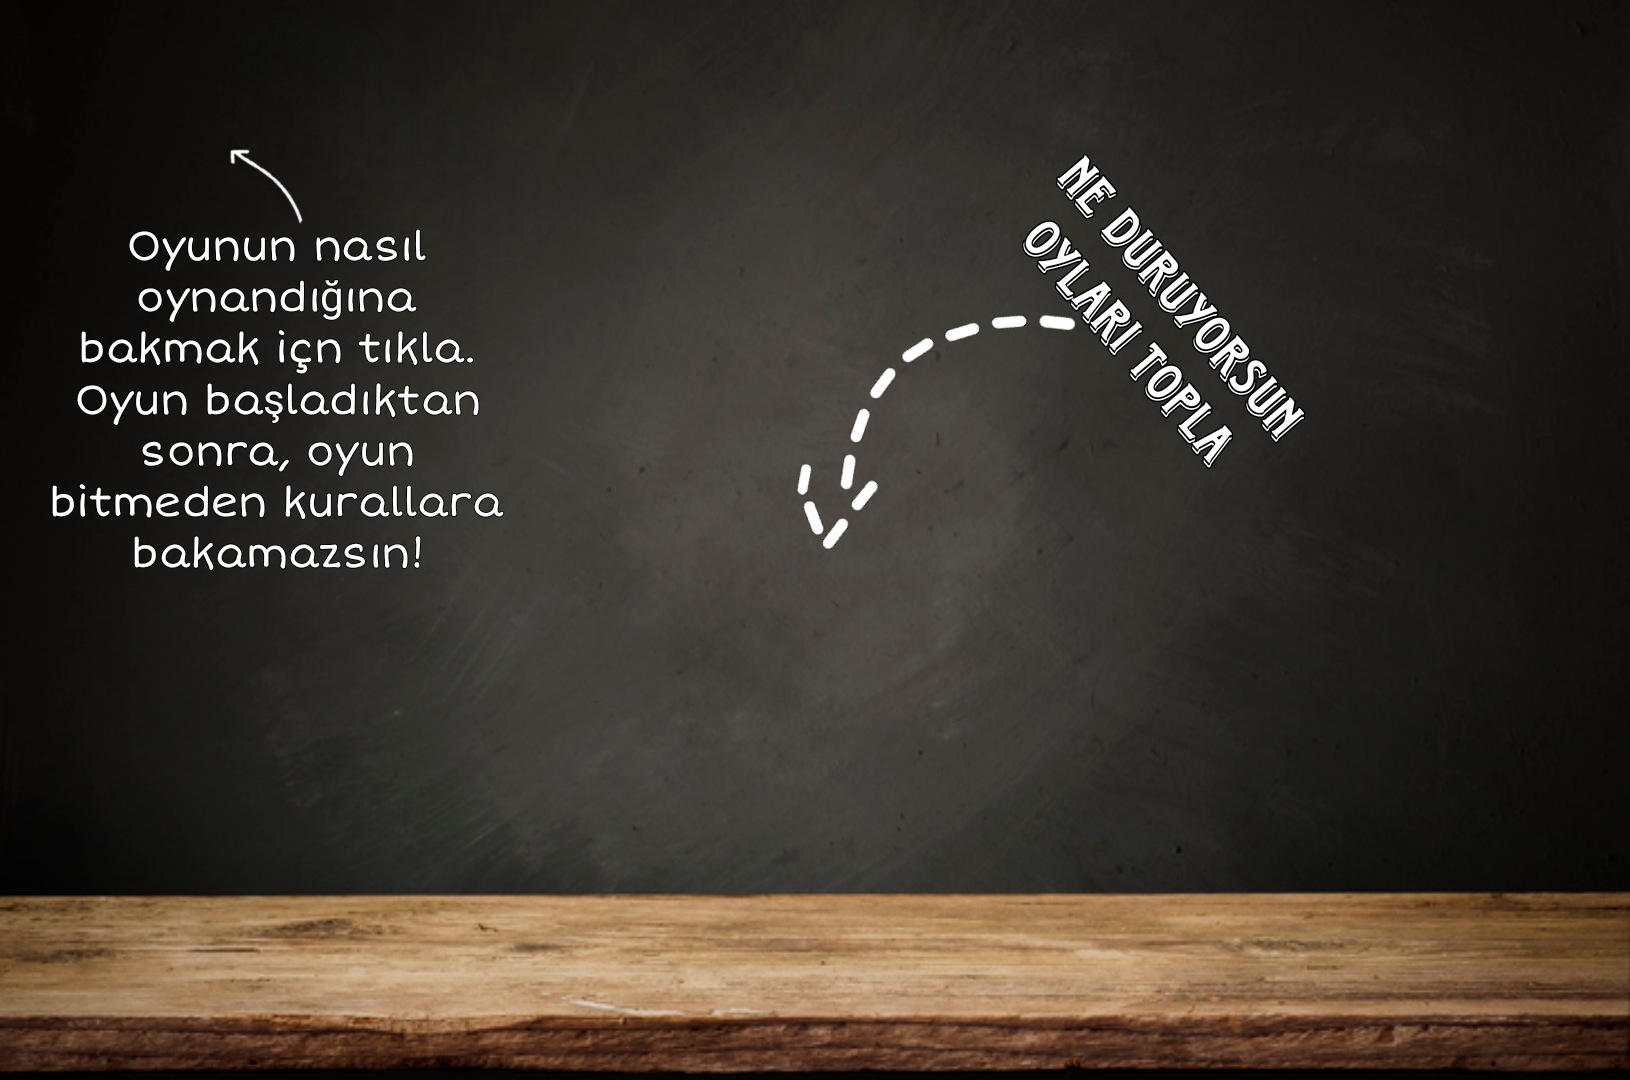 Oyunun nasıl
oynandığına
bakmak içn tıkla.
Oyun başladıktan
sonra, oyun
bitmeden kurallara
bakamazsın!
NE DURUYORSUN
OYLARI TOPLA